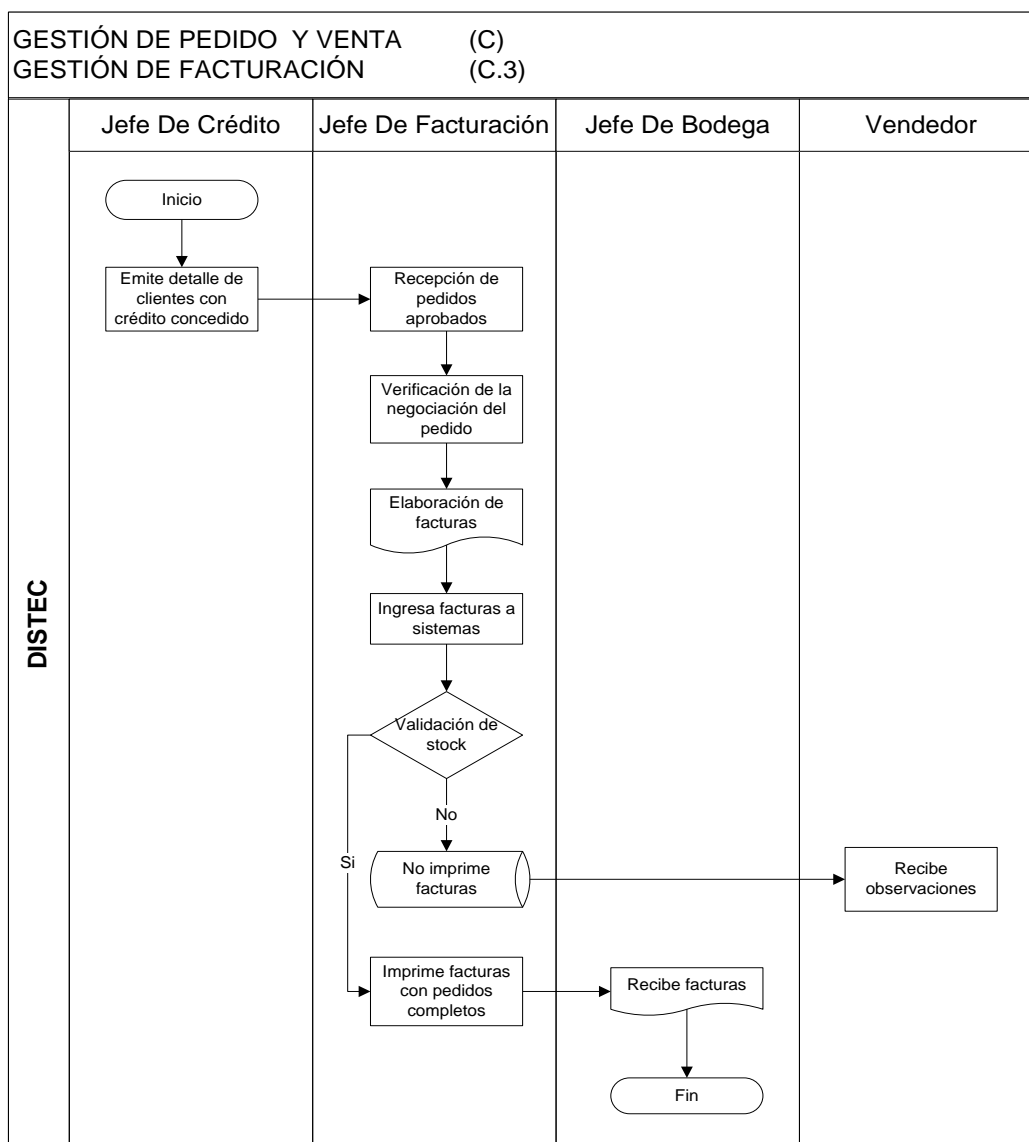 GESTIÓN DE PEDIDO Y VENTA (C)
GESTIÓN DE FACTURACIÓN (C.3)
DISTEC
Jefe De Crédito
Jefe De Facturación
Jefe De Bodega
Vendedor
Inicio
Emite detalle de
clientes con
crédito concedido
Recepción de
pedidos
aprobados
Verificación de la
negociación del
pedido
Elaboración de
facturas
Ingresa facturas a
sistemas
Validación de
stock
No
Si
No imprime
facturas
Recibe
observaciones
Imprime facturas
con pedidos
completos
Recibe facturas
Fin